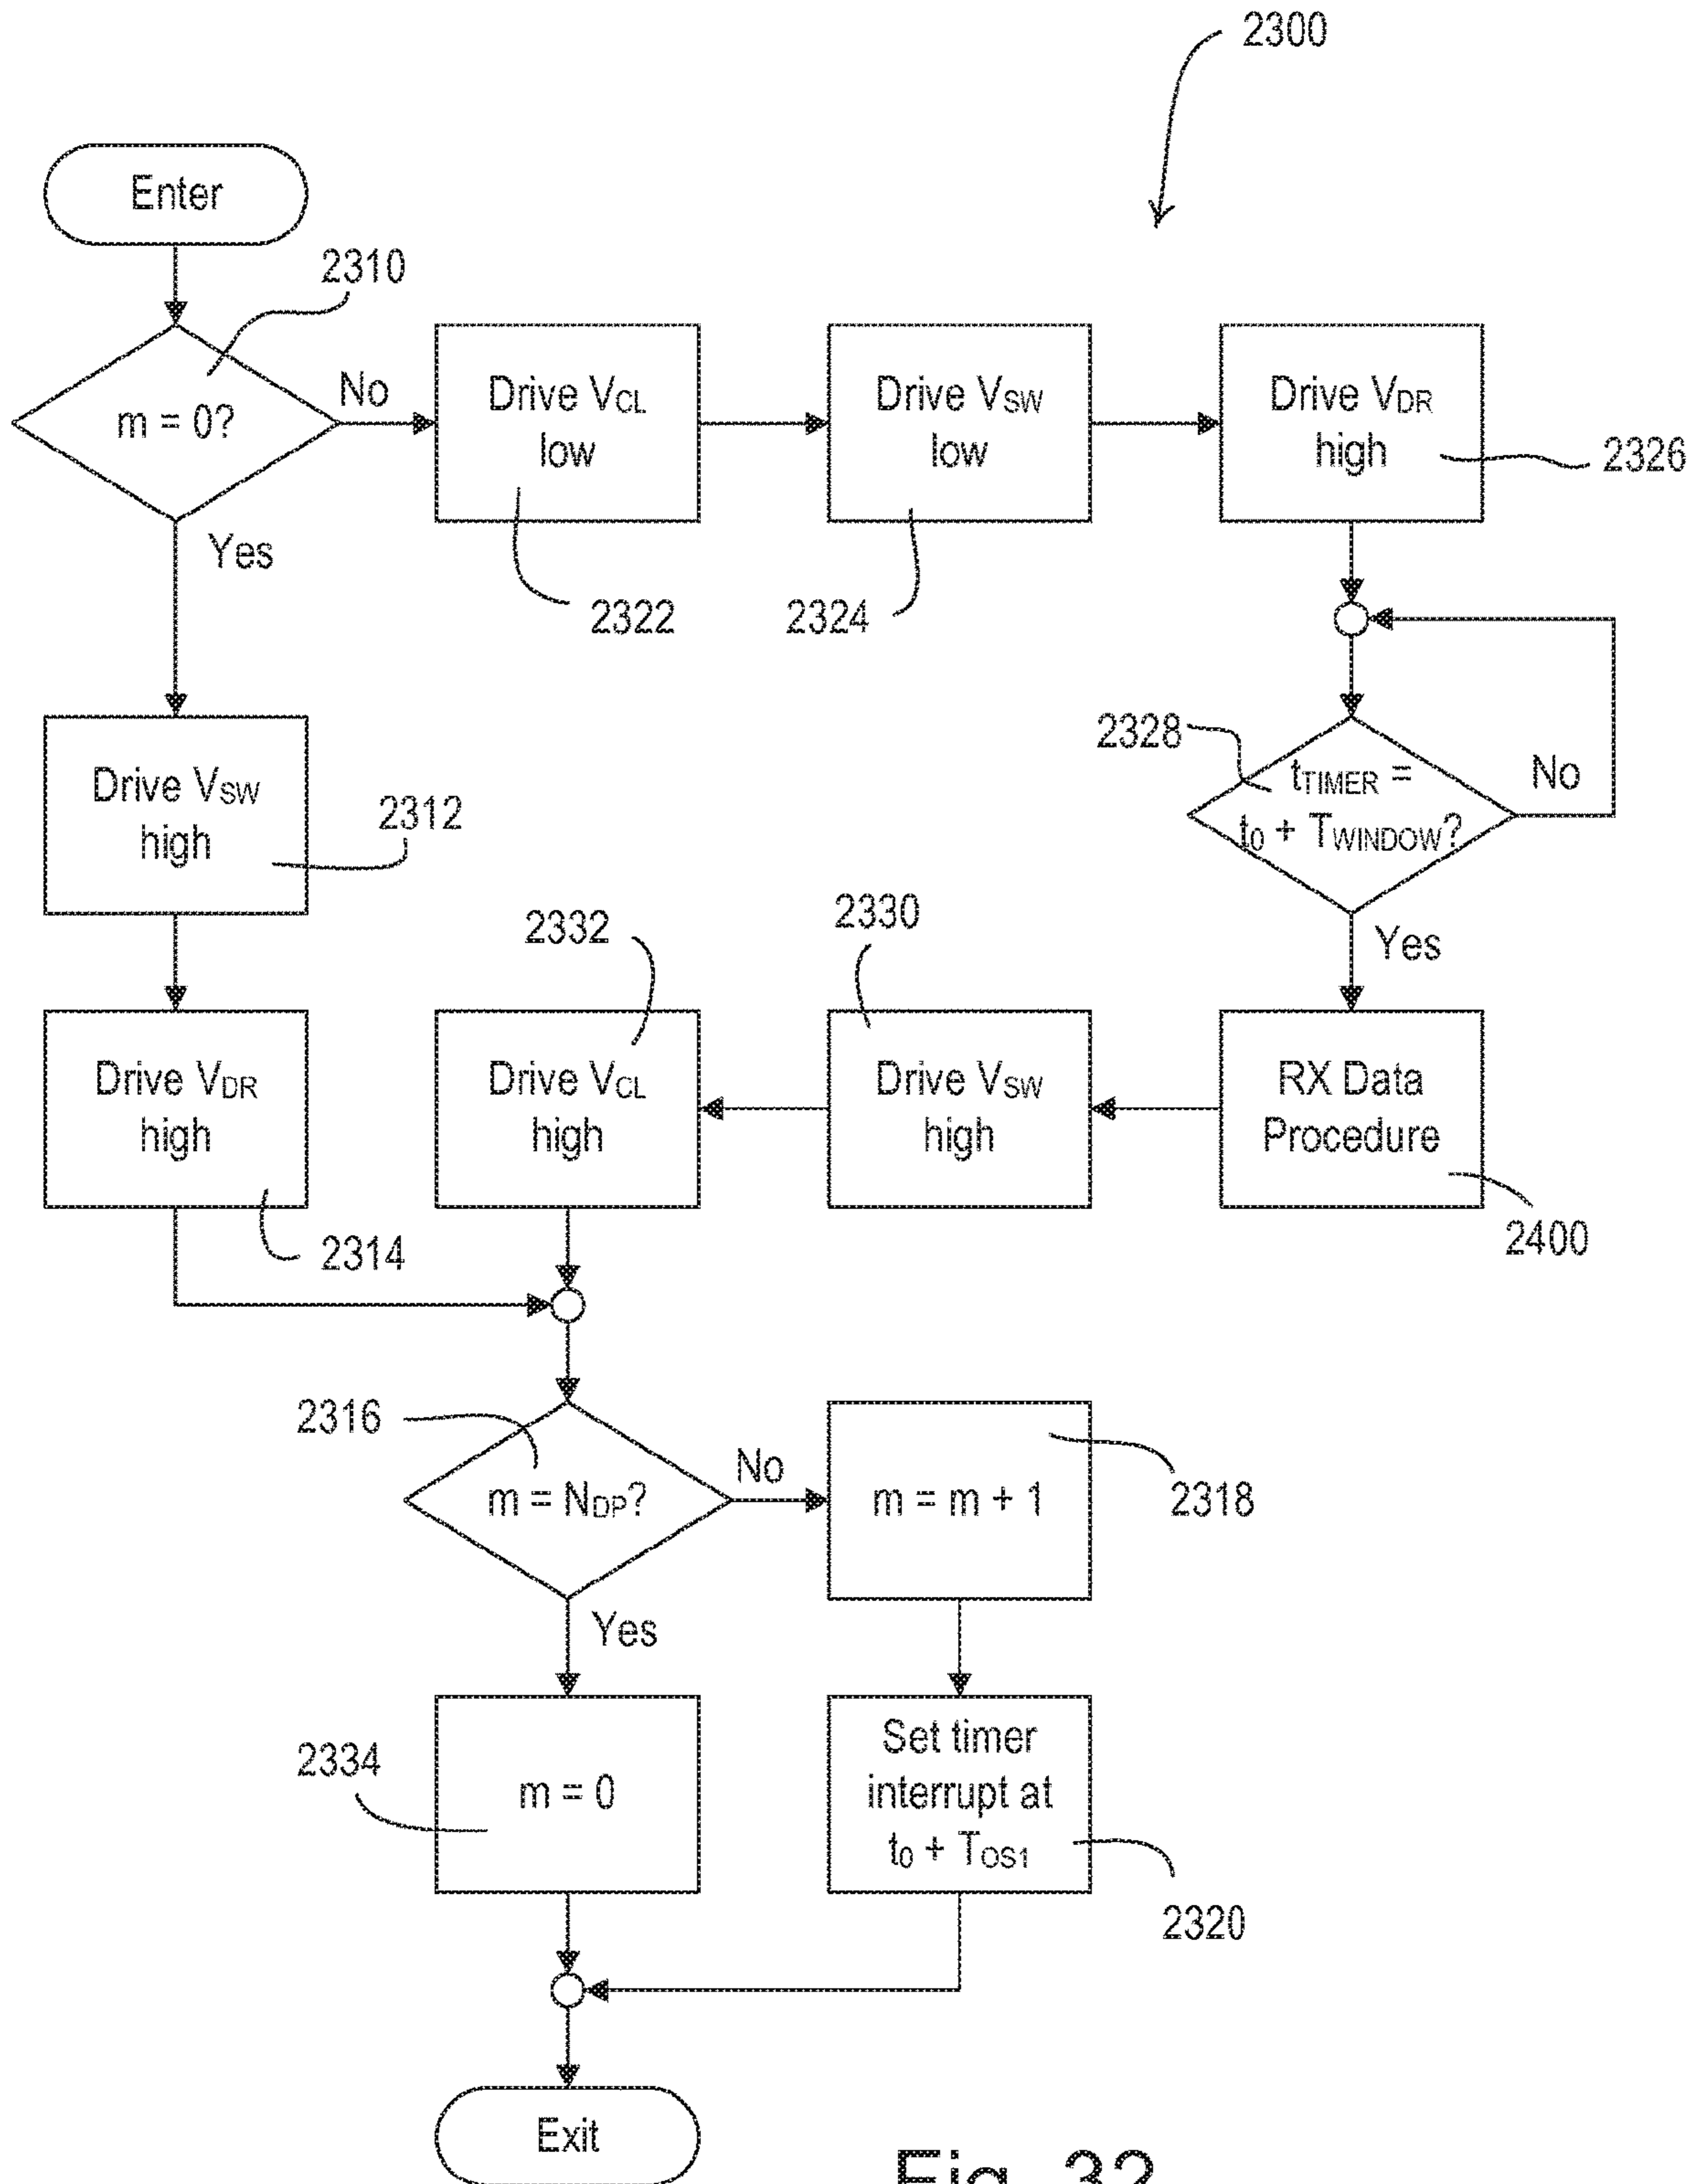 2300
Enter
2310
m = 0?
No
Yes
Drive VCL
low
2322
Drive VSW
low
2324
Drive VDR
high
2326
2328
tTIMER =
t0 + TWINDOW?
No
Yes
Drive VSW
high
2312
Drive VDR
high
2314
2332
Drive VCL
high
2330
Drive VSW
high
RX Data
Procedure
2400
2316
m = NDP?
No
Yes
m = m + 1
2318
2334
m = 0
Set timer
interrupt at
t0 + TOS1
2320
Exit
Fig. 32